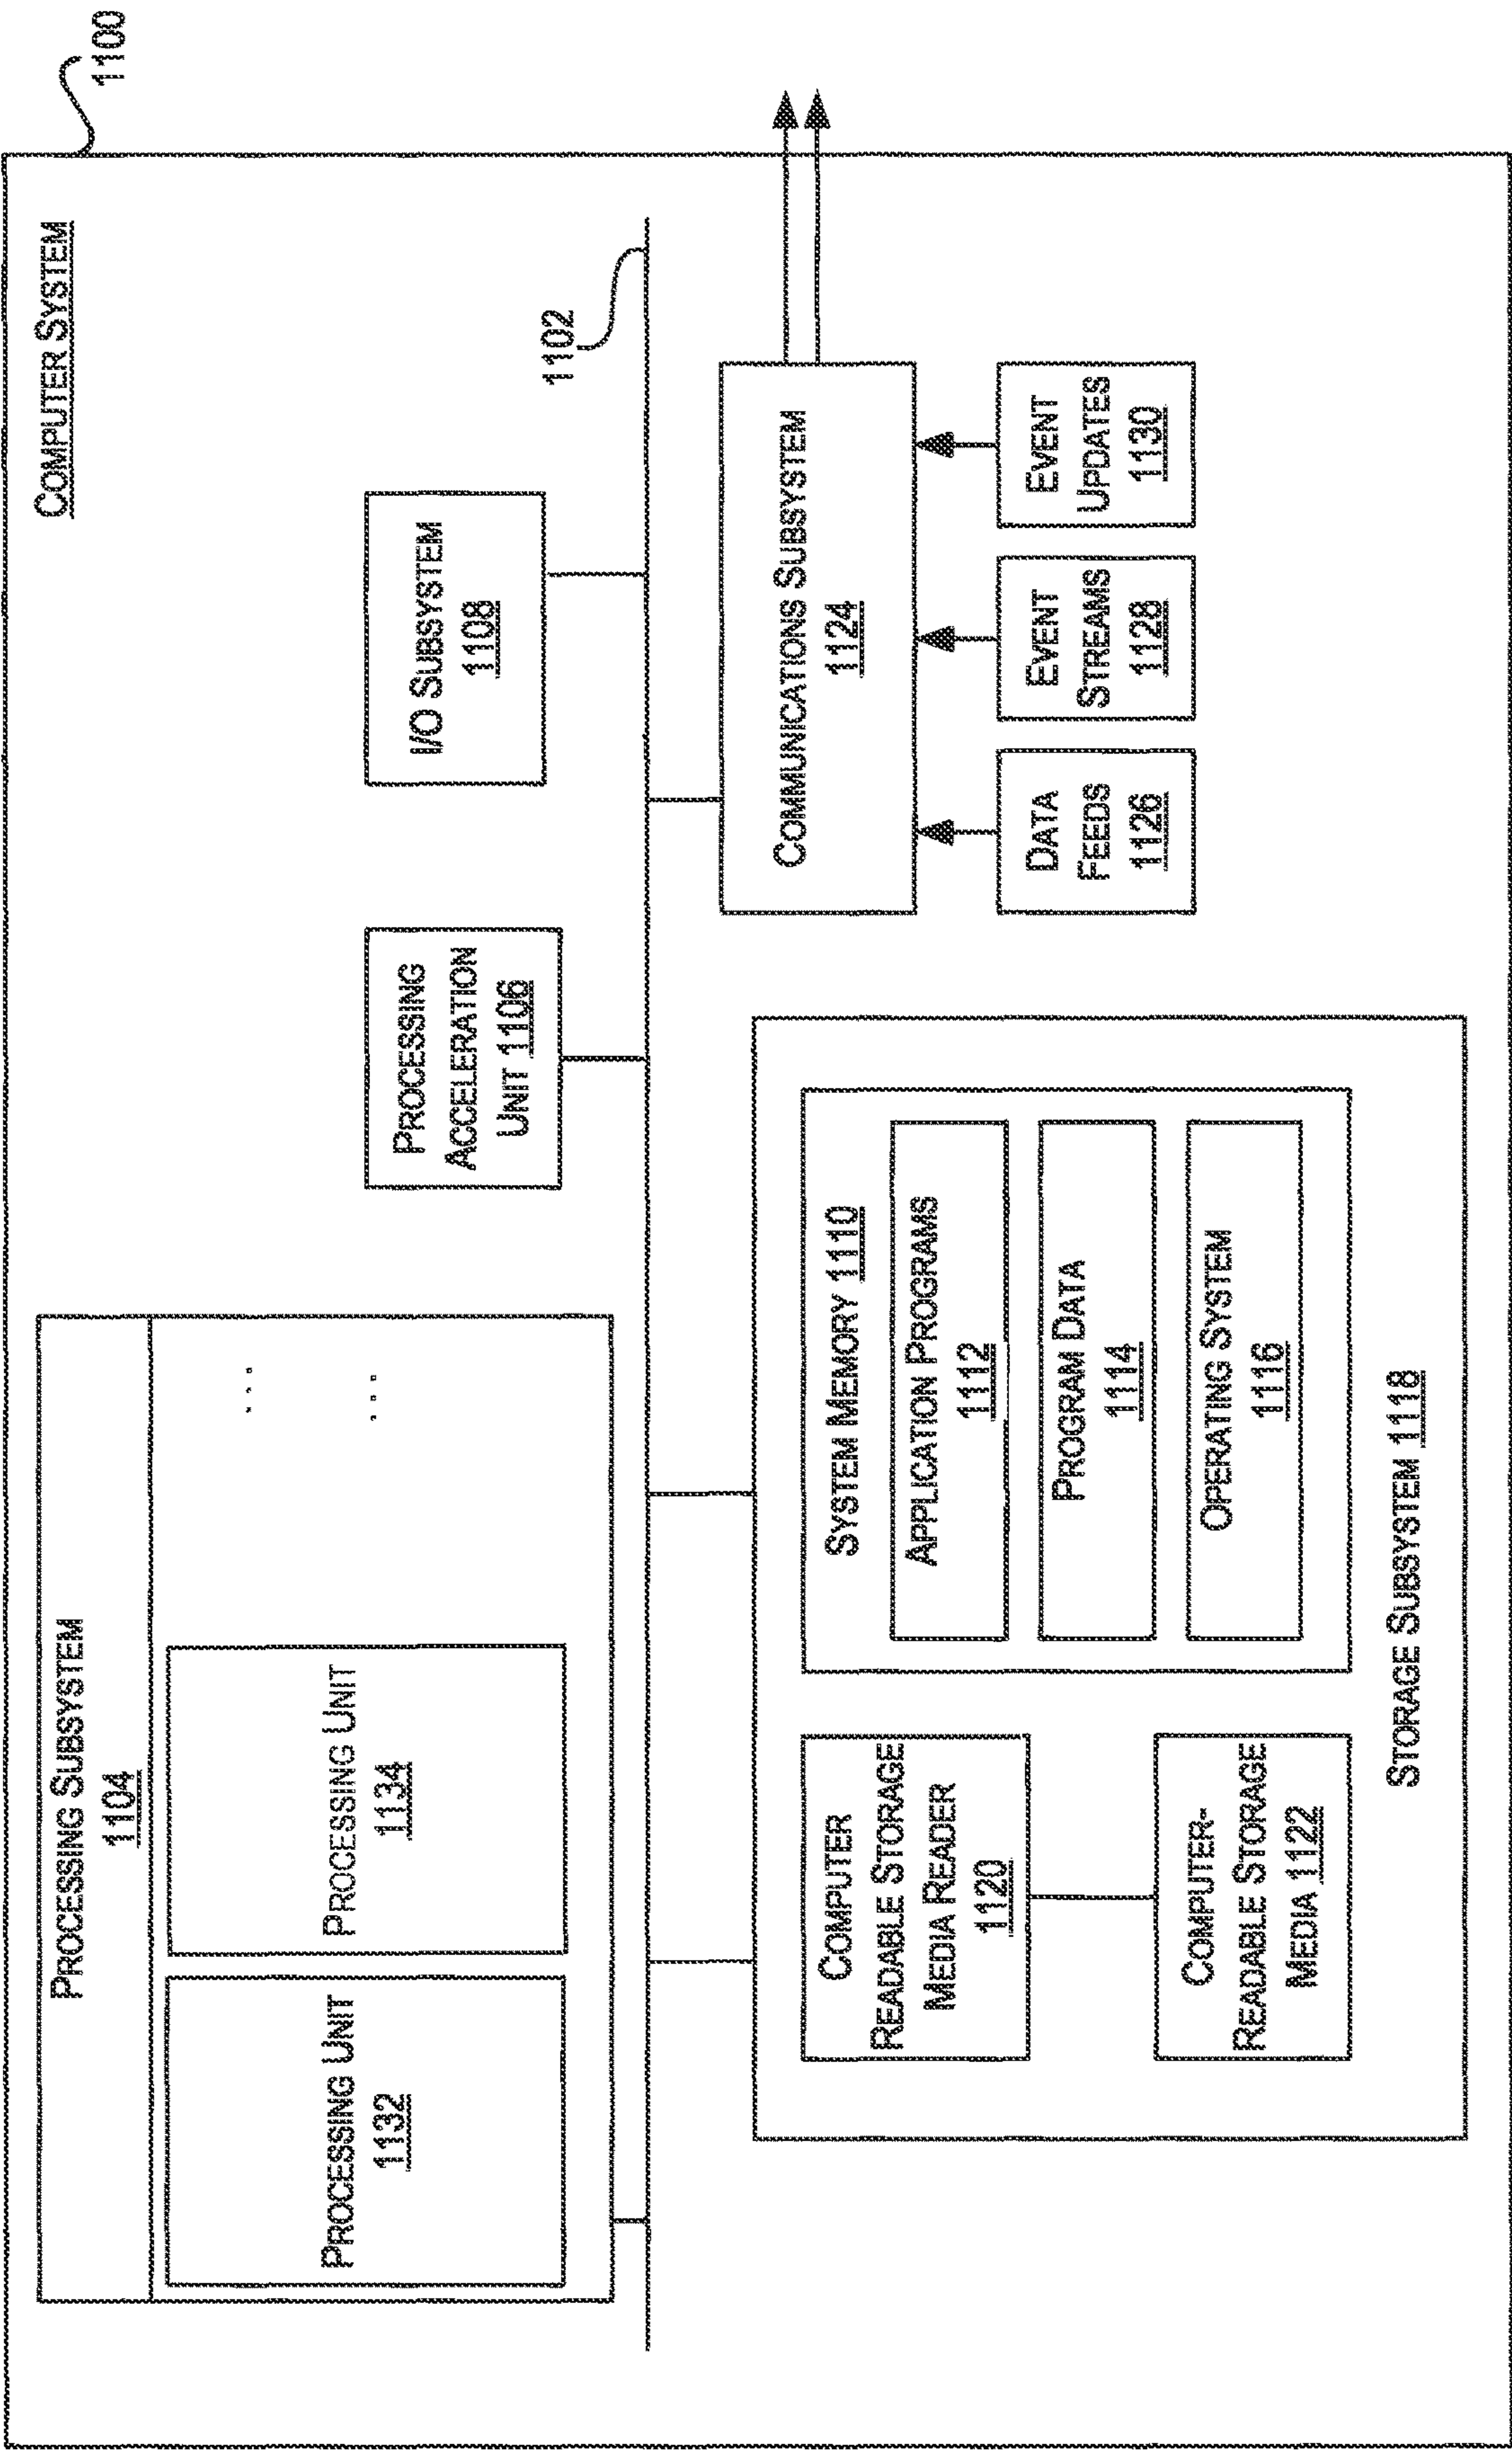 1100
COMPUTER SYSTEM
PROCESSING SUBSYSTEM
1104
PROCESSING UNIT
1132
PROCESSING UNIT
1134
...
...
PROCESSING
ACCELERATION
UNIT 1106
I/O SUBSYSTEM
1108
1102
COMPUTER
READABLE STORAGE
MEDIA READER
1120
COMPUTER-
READABLE STORAGE
MEDIA 1122
SYSTEM MEMORY 1110
APPLICATION PROGRAMS
1112
PROGRAM DATA
1114
OPERATING SYSTEM
1116
STORAGE SUBSYSTEM 1118
COMMUNICATIONS SUBSYSTEM
1124
DATA
FEEDS
1126
EVENT
STREAMS
1128
EVENT
UPDATES
1130